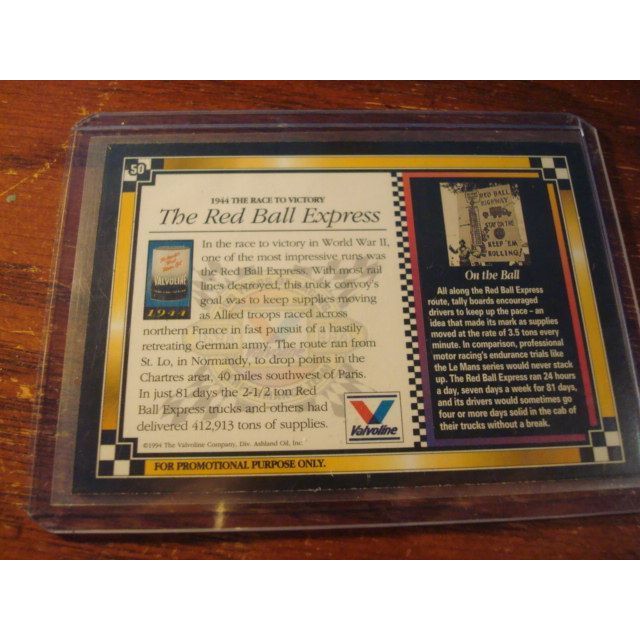 50
1944 THE RACE TO VICTORY
The Red Ball Express
VALVOLINE
1944
In the race to victory in World War II,
one of the most impressive runs was
the Red Ball Express. With most rail
lines destroyed, this truck convoy's
goal was to keep supplies moving
as Allied troops raced across
northern France in fast pursuit of a hastily
retreating German army. The route ran from
St. Lo, in Normandy, to drop points in the
Chartres area, 40 miles southwest of Paris.
In just 81 days the 2-1/2 ton Red
Ball Express trucks and others had
delivered 412,913 tons of supplies.
Valvoline
©1994 The Valvoline Company, Div. Ashland Oil, Inc.
FOR PROMOTIONAL PURPOSE ONLY.
RED BALL
HIGHWAY
STAY ON THE
BALL
KEEP 'EM
ROLLING!
On the Ball
All along the Red Ball Express
route, tally boards encouraged
drivers to keep up the pace – an
idea that made its mark as supplies
moved at the rate of 3.5 tons every
minute. In comparison, professional
motor racing's endurance trials like
the Le Mans series would never stack
up. The Red Ball Express ran 24 hours
a day, seven days a week for 81 days,
and its drivers would sometimes go
four or more days solid in the cab of
their trucks without a break.